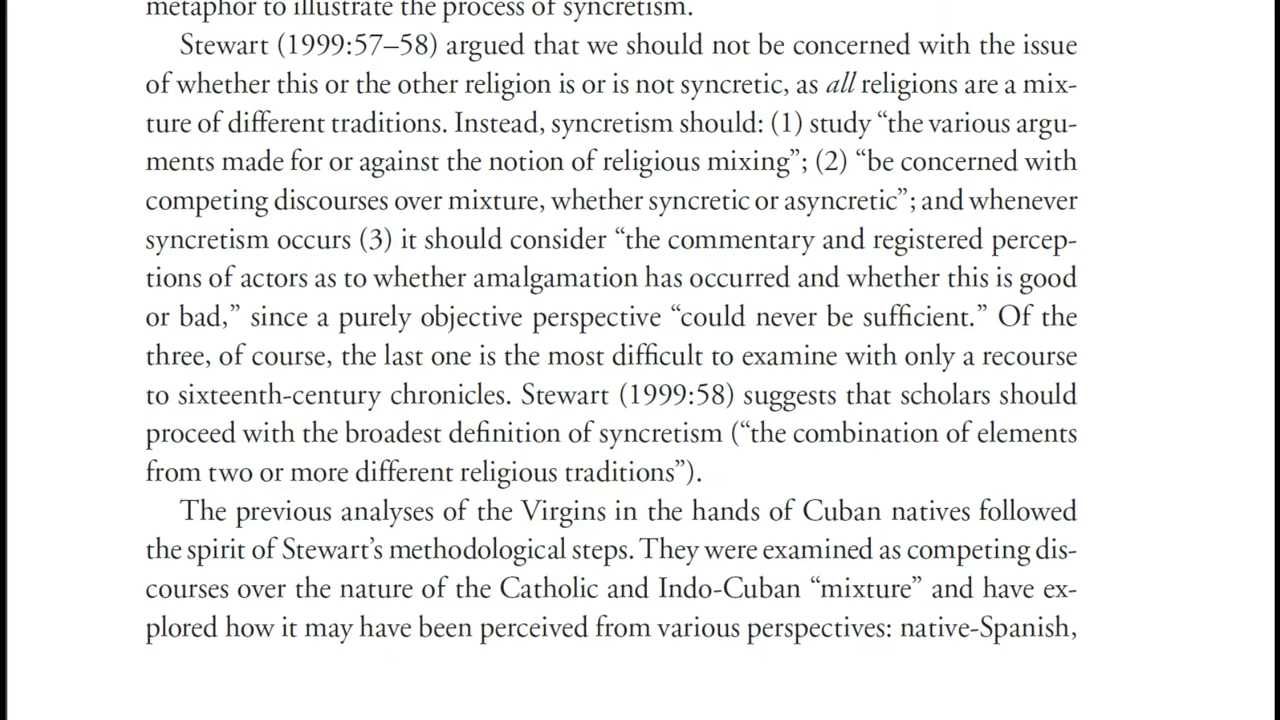 metaphor to illustrate the process of syncretism.
Stewart (1999:57–58) argued that we should not be concerned with the issue
of whether this or the other religion is or is not syncretic, as all religions are a mix-
ture of different traditions. Instead, syncretism should: (1) study “the various argu-
ments made for or against the notion of religious mixing”; (2) “be concerned with
competing discourses over mixture, whether syncretic or asyncretic”; and whenever
syncretism occurs (3) it should consider “the commentary and registered percep-
tions of actors as to whether amalgamation has occurred and whether this is good
or bad,” since a purely objective perspective “could never be sufficient.” Of the
three, of course, the last one is the most difficult to examine with only a recourse
to sixteenth-century chronicles. Stewart (1999:58) suggests that scholars should
proceed with the broadest definition of syncretism (“the combination of elements
from two or more different religious traditions”).
The previous analyses of the Virgins in the hands of Cuban natives followed
the spirit of Stewart’s methodological steps. They were examined as competing dis-
courses over the nature of the Catholic and Indo-Cuban “mixture” and have ex-
plored how it may have been perceived from various perspectives: native-Spanish,